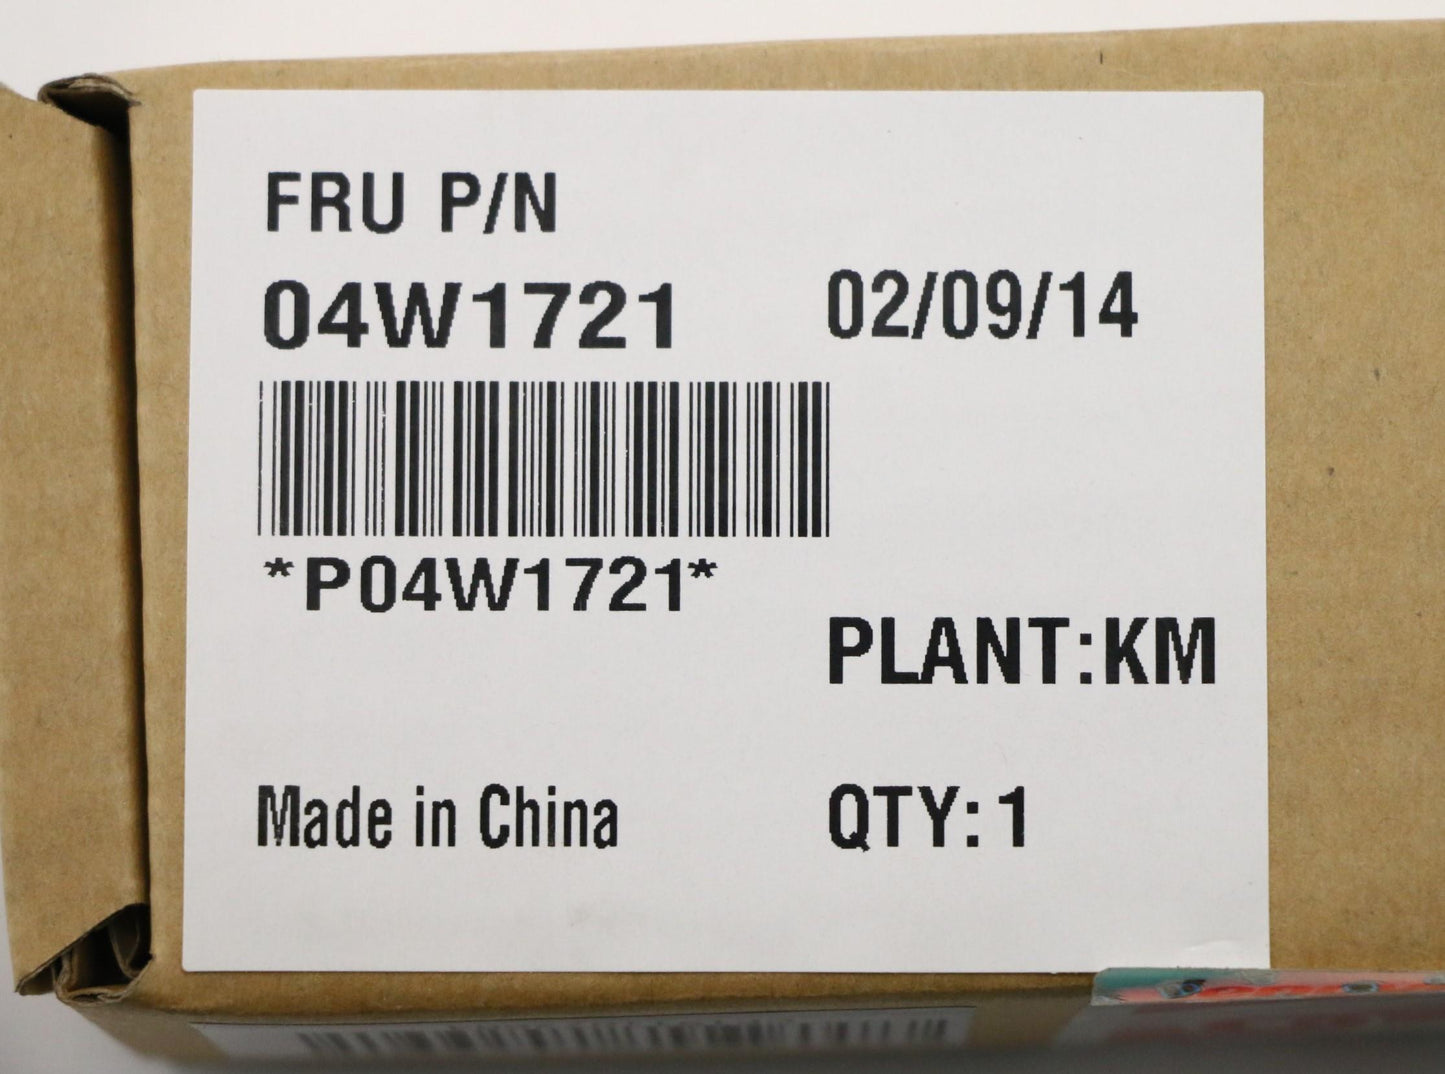 FRU P/N
04W1721
02/09/14
*P04W1721*
PLANT:KM
Made in China
QTY: 1